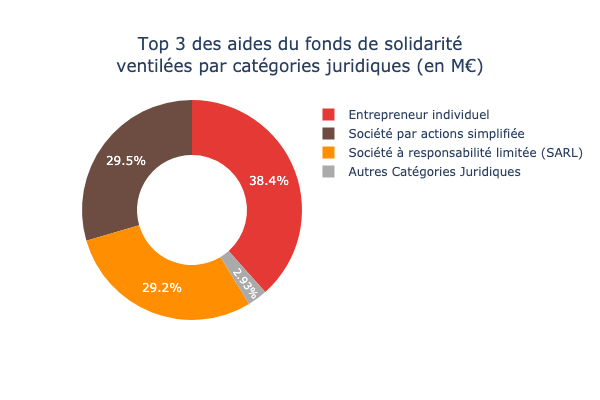 Top 3 des aides du fonds de solidarité
ventilées par catégories juridiques (en M€)
Entrepreneur individuel
Société par actions simplifiée
Société à responsabilité limitée (SARL)
Autres Catégories Juridiques
29.5%
38.4%
29.2%
2.93%